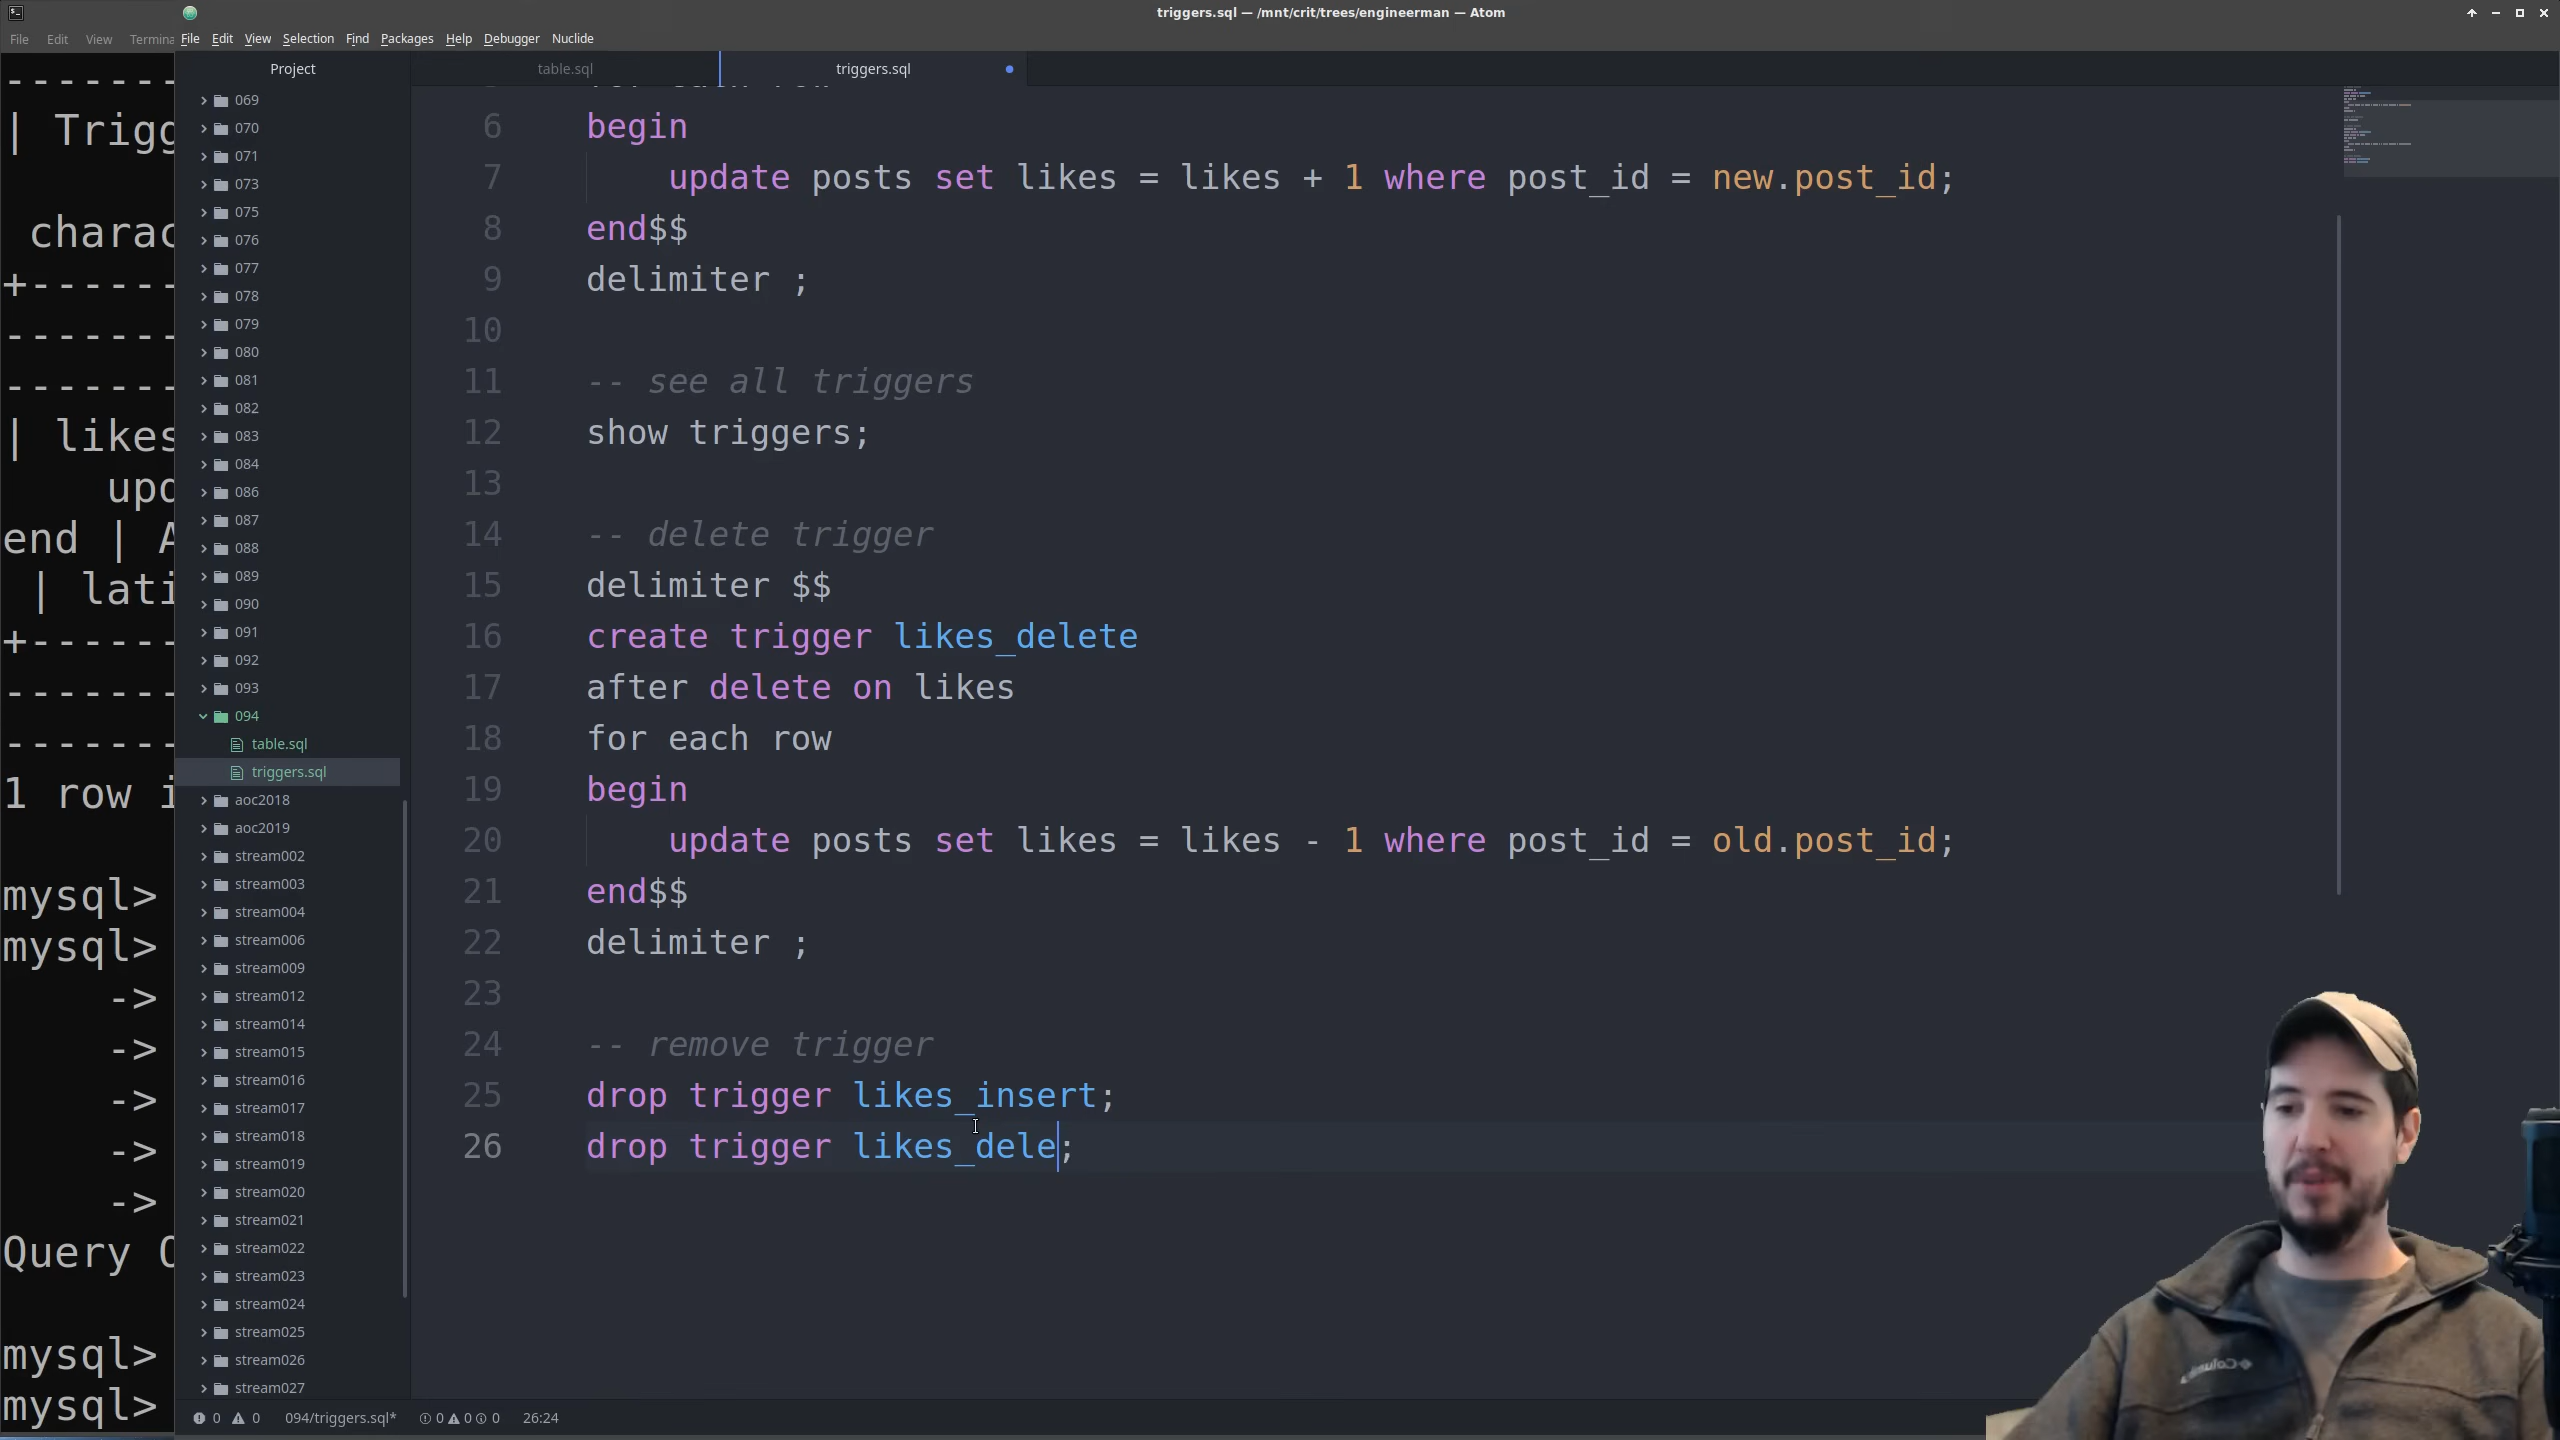 triggers.sql — /mnt/crit/trees/engineerman — Atom
File Edit View Termina
File Edit View Selection Find Packages Help Debugger Nuclide
Project
table.sql
triggers.sql
069
070
071
073
075
076
077
078
079
080
081
082
083
084
086
087
088
089
090
091
092
093
094
table.sql
triggers.sql
aoc2018
aoc2019
stream002
stream003
stream004
stream006
stream009
stream012
stream014
stream015
stream016
stream017
stream018
stream019
stream020
stream021
stream022
stream023
stream024
stream025
stream026
stream027
-------
| Trigg
charac
+------
-------
-------
| likes
upd
end | A
| lati
+------
-------
-------
1 row i
mysql>
mysql>
->
->
->
->
->
Query O
mysql>
mysql>
for each row
6 begin
7 update posts set likes = likes + 1 where post_id = new.post_id;
8 end$$
9 delimiter ;
10
11 -- see all triggers
12 show triggers;
13
14 -- delete trigger
15 delimiter $$
16 create trigger likes_delete
17 after delete on likes
18 for each row
19 begin
20 update posts set likes = likes - 1 where post_id = old.post_id;
21 end$$
22 delimiter ;
23
24 -- remove trigger
25 drop trigger likes_insert;
26 drop trigger likes_dele;
0 0 094/triggers.sql* 0 0 0 26:24
Columbia